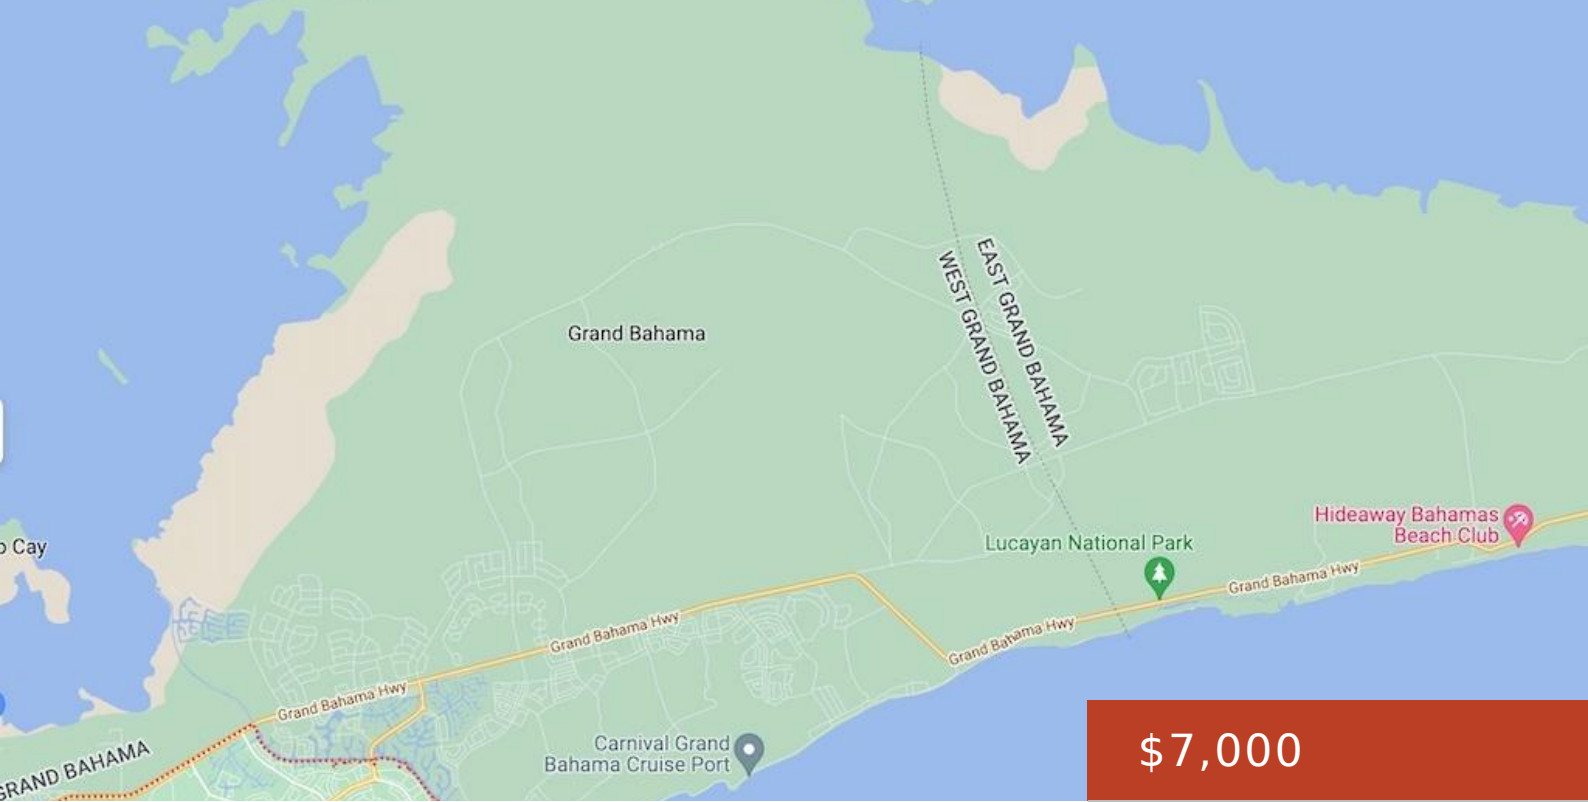 EAST GRAND BAHAMA
WEST GRAND BAHAMA
Grand Bahama
Hideaway Bahamas
Beach Club
Cay
Lucayan National Park
Grand Bahama Hwy
Grand Bahama Hwy
Grand Bahama Hwy
Grand Bahama Hwy
Carnival Grand
Bahama Cruise Port
GRAND BAHAMA
$7,000